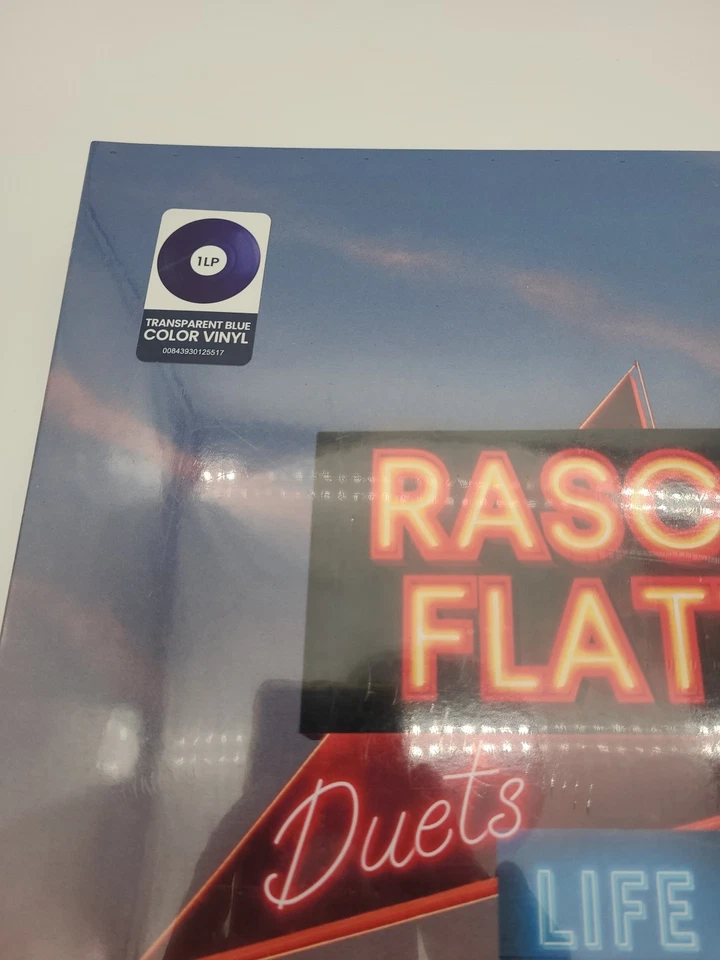 1LP
TRANSPARENT BLUE
COLOR VINYL
00843930125517
RASC
FLAT
Duets
LIFE